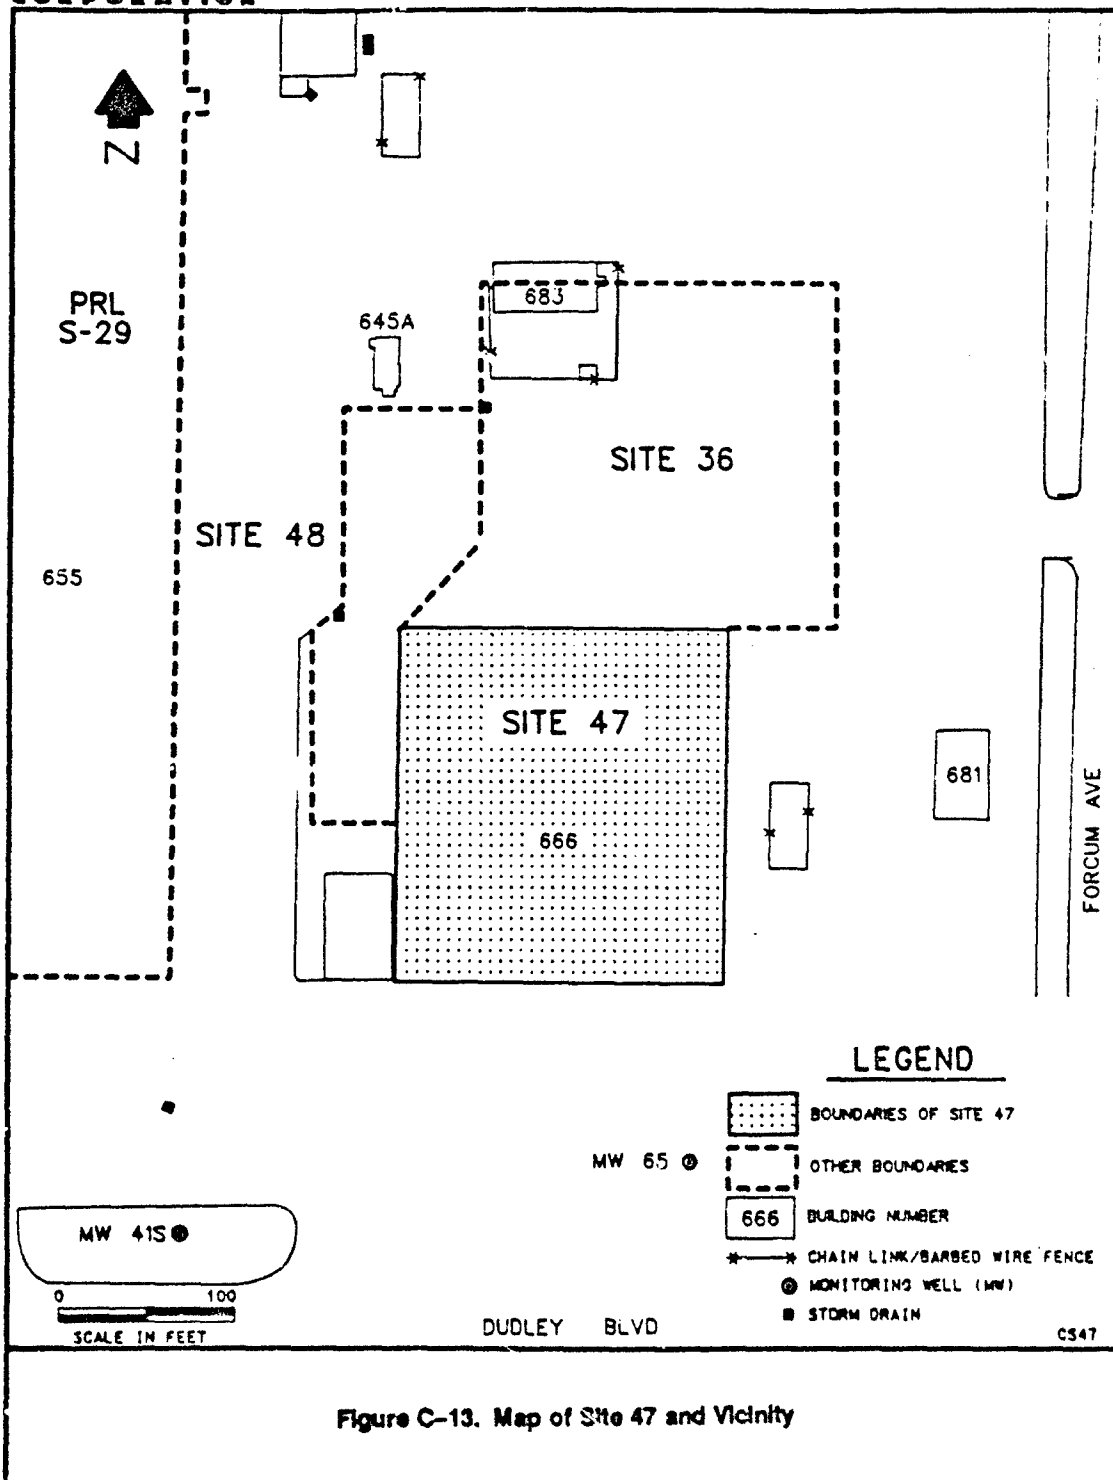 CORPORATION
N
PRL
S-29
645A
683
SITE 36
SITE 48
655
SITE 47
666
681
FORCUM AVE
LEGEND
BOUNDARIES OF SITE 47
MW 65
OTHER BOUNDARIES
666 BUILDING NUMBER
MW 41S
CHAIN LINK/BARBED WIRE FENCE
MONITORING WELL (MW)
0 100
STORM DRAIN
SCALE IN FEET
DUDLEY BLVD
CS47
Figure C-13. Map of Site 47 and Vicinity